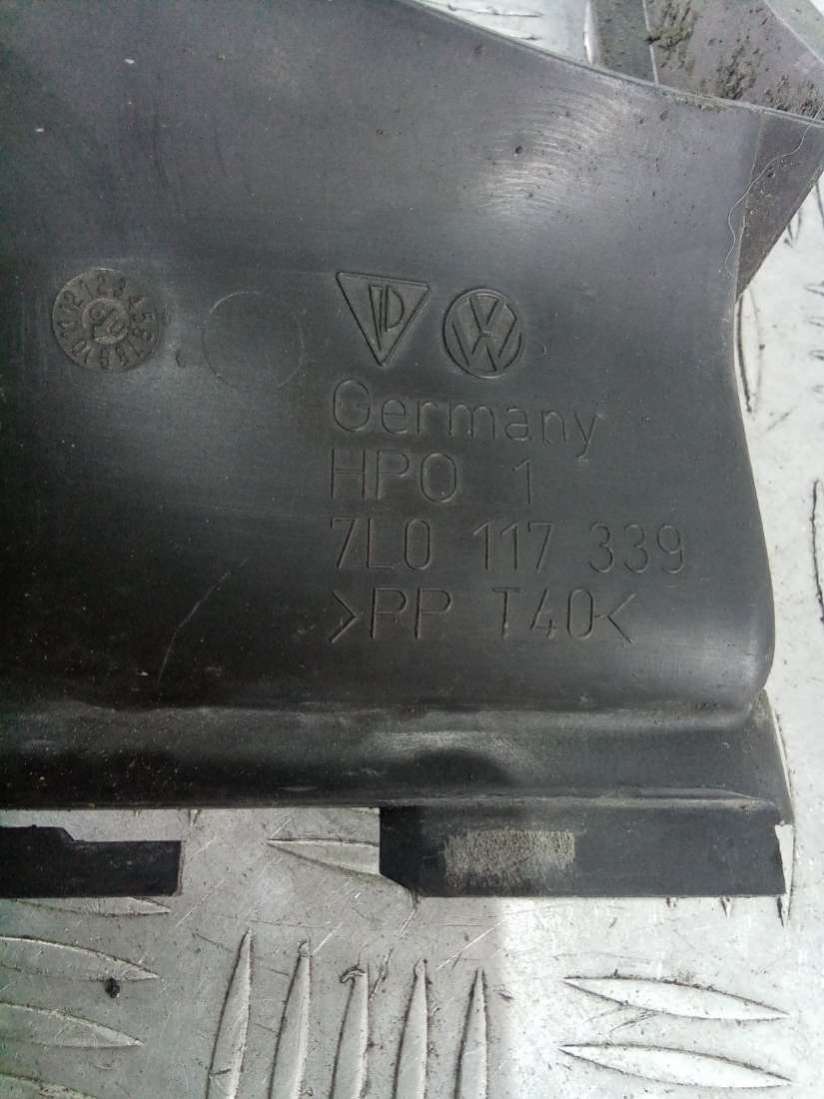 Germany
HPO 1
7L0 117 339
>PP T40<